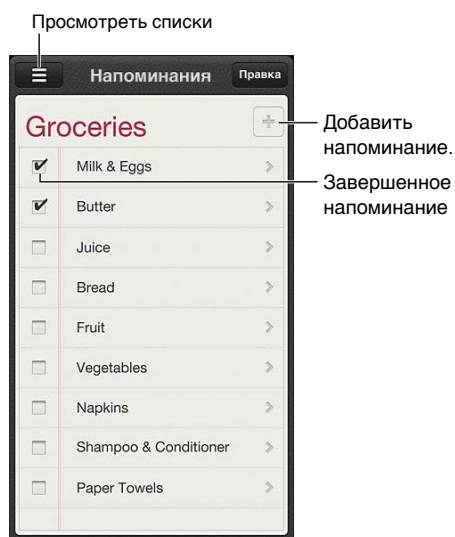 Просмотреть списки
Напоминания
Правка
Groceries
Добавить
напоминание.
Milk & Eggs
Завершенное
напоминание
Butter
Juice
Bread
Fruit
Vegetables
Napkins
Shampoo & Conditioner
Paper Towels